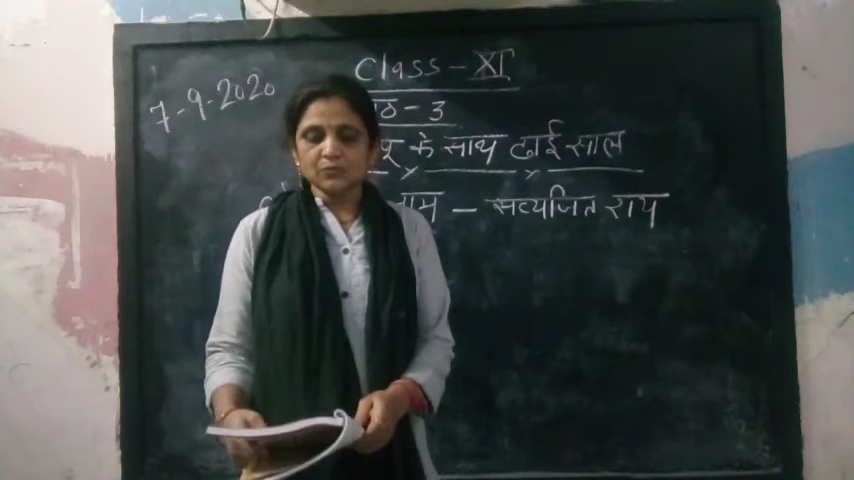 Class - XI
7-9-2020
ठ - 3
पू के साथ ढाई साल
नाम - सत्यजित राय